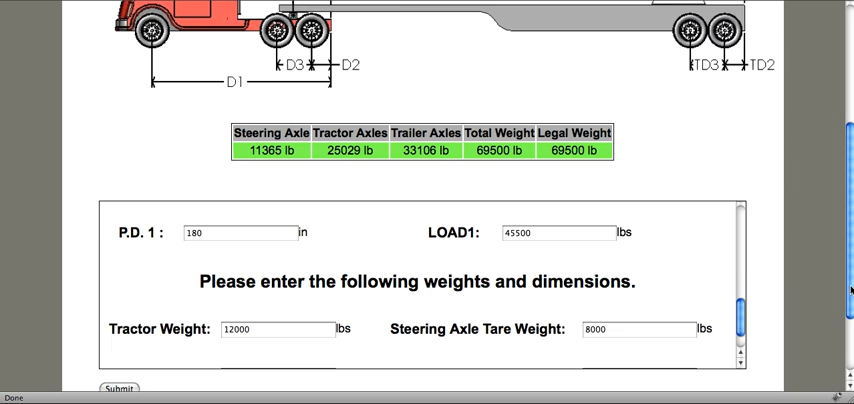 D3 D2 TD3 TD2
D1
Steering Axle Tractor Axles Trailer Axles Total Weight Legal Weight
11365 lb 25029 lb 33106 lb 69500 lb 69500 lb
P.D. 1 : 180 in LOAD1: 45500 lbs
Please enter the following weights and dimensions.
Tractor Weight: 12000 lbs Steering Axle Tare Weight: 8000 lbs
Submit
Done